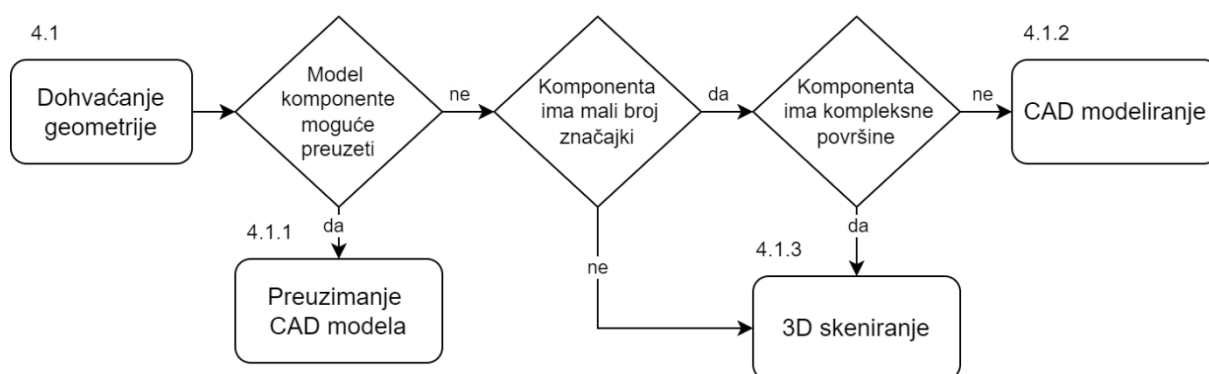 4.1
Dohvaćanje
geometrije
Model
komponente
moguće
preuzeti
ne
Komponenta
ima mali broj
značajki
da
Komponenta
ima kompleksne
površine
ne
4.1.2
CAD modeliranje
da
4.1.1
Preuzimanje
CAD modela
ne
da
4.1.3
3D skeniranje